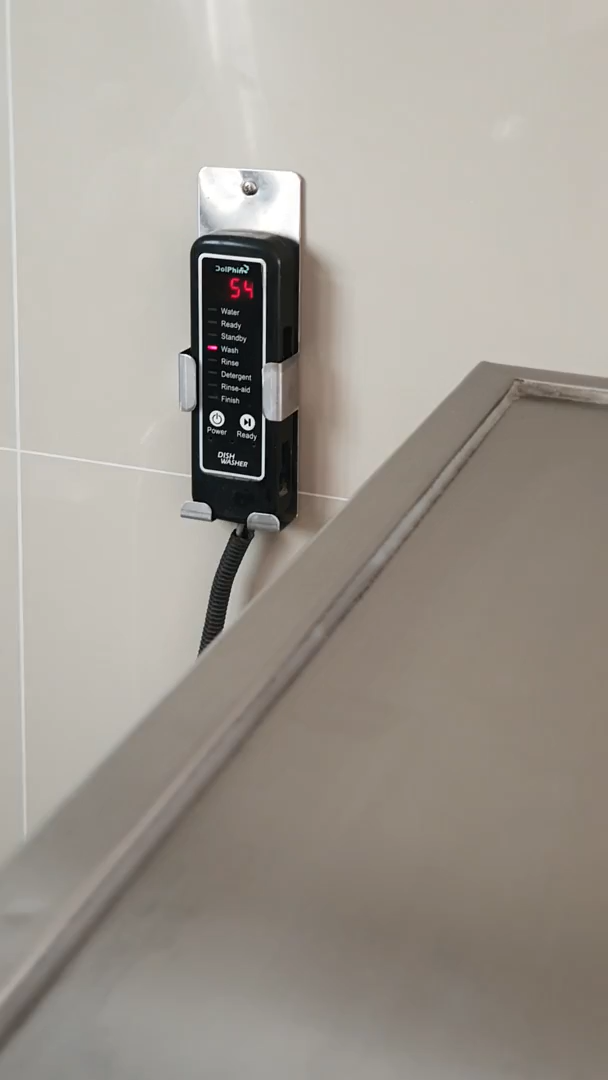 DolPhin
54
Water
Ready
Standby
Wash
Rinse
Detergent
Rinse-aid
Finish
Power Ready
DISH
WASHER